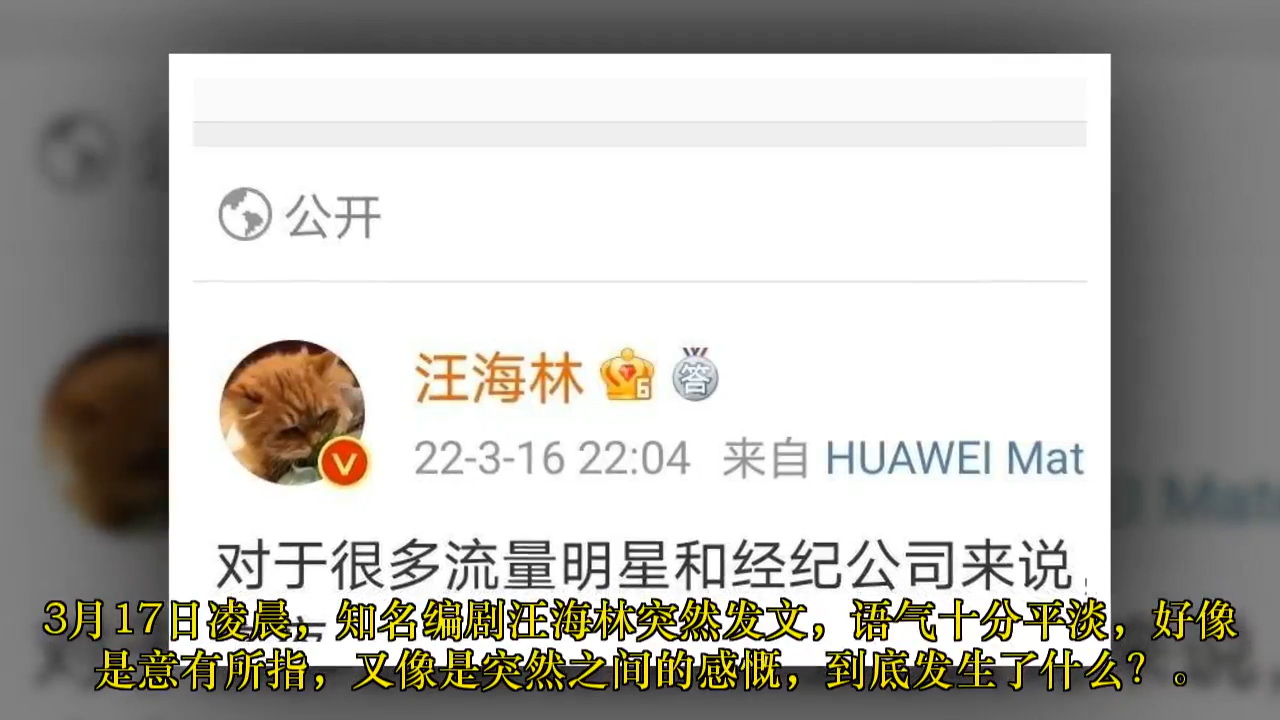 公开
汪海林
22-3-16 22:04 来自 HUAWEI Mat
对于很多流量明星和经纪公司来说，
3月17日凌晨，知名编剧汪海林突然发文，语气十分平淡，好像
是意有所指，又像是突然之间的感慨，到底发生了什么？。